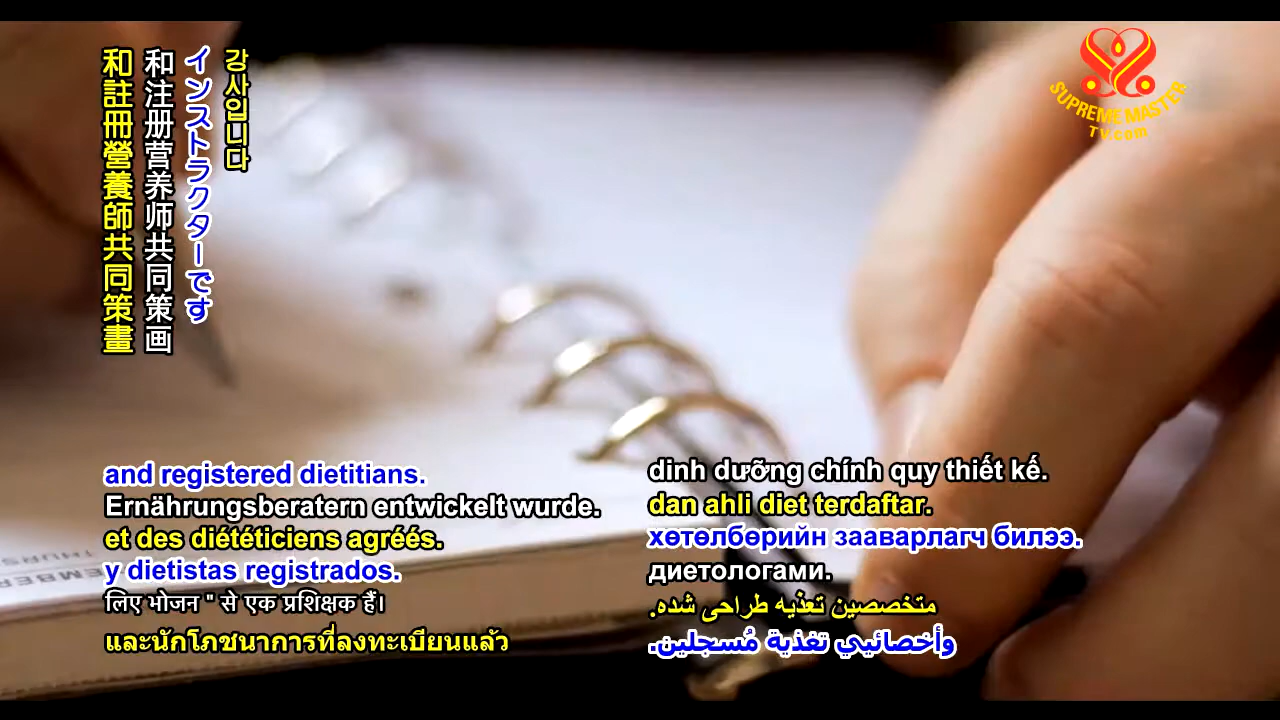 和註冊營養師共同策畫
和注册营养师共同策画
インストラクターです
강사입니다
SUPREME MASTER
TV.com
and registered dietitians.
Ernährungsberatern entwickelt wurde.
et des diététiciens agréés.
y dietistas registrados.
लिए भोजन " से एक प्रशिक्षक हैं।
และนักโภชนาการที่ลงทะเบียนแล้ว
dinh dưỡng chính quy thiết kế.
dan ahli diet terdaftar.
хөтөлбөрийн зааварлагч билээ.
диетологами.
متخصصین تغذیه طراحی شده.
وأخصائيي تغذية مُسجلين.